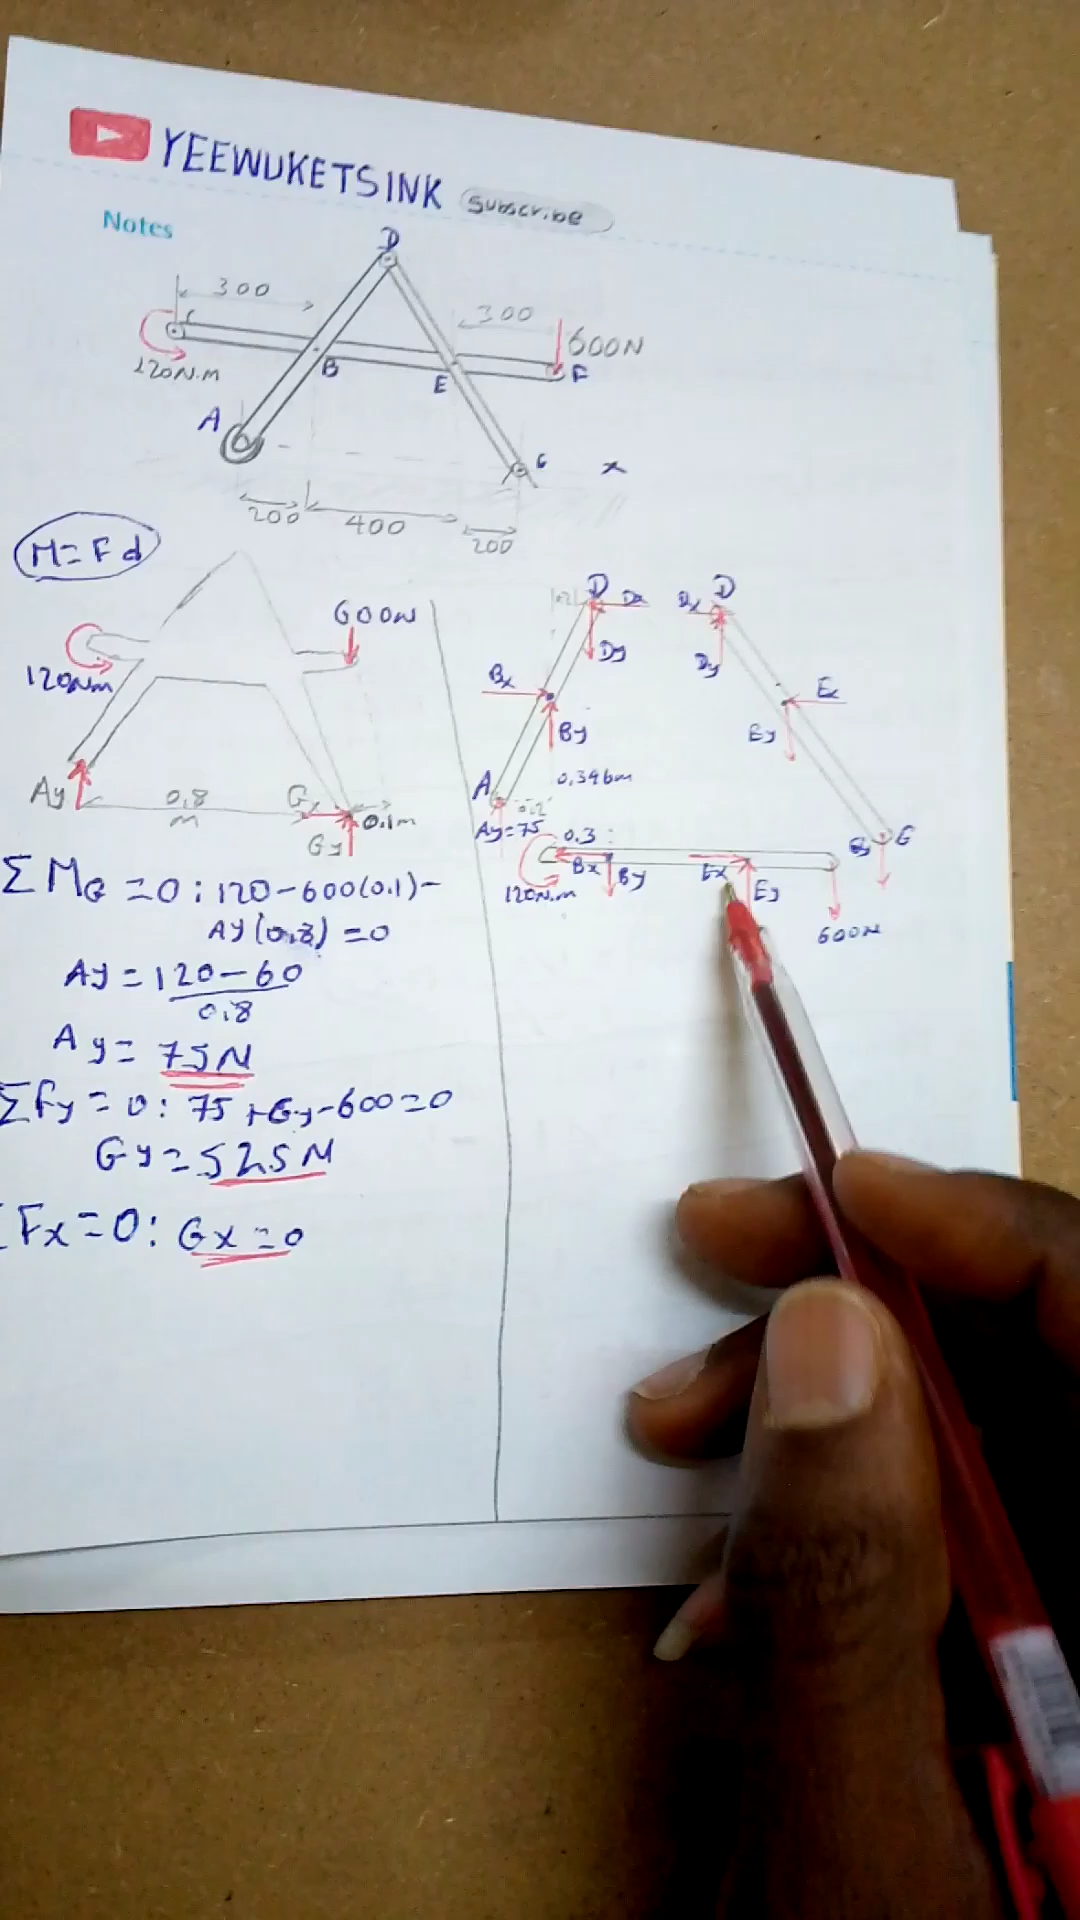 YEEWUKETSINK subscribe
Notes
D
300
300
C
600N
120N.m
B
E
F
A
G
x
200
400
200
M=Fd
600N
120Nm
Ay
0.8
m
Gx
0.1m
Gy
ΣMG=0:120-600(0.1)-
Ay(0.8)=0
Ay=120-60
0.8
Ay=75N
ΣFy=0: 75+Gy-600=0
Gy=525N
Fx=0: Gx=0
D
Dx
Dy
Bx
By
0.346m
A
0.2
Ay=75
D
Dx
Dy
Ex
Ey
Gy
G
0.3
120N.m
Bx
By
Ex
Ey
600N